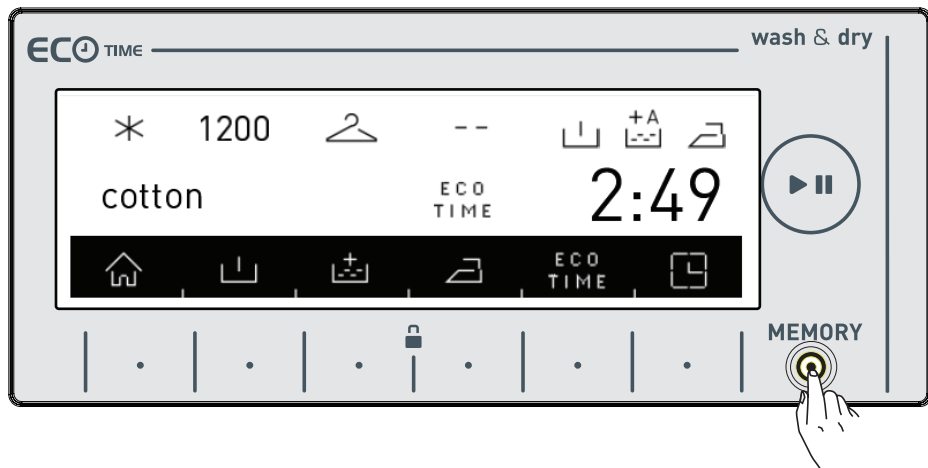 ECO TIME
wash & dry
1200
--
+A
cotton
ECO
TIME
2:49
ECO
TIME
MEMORY